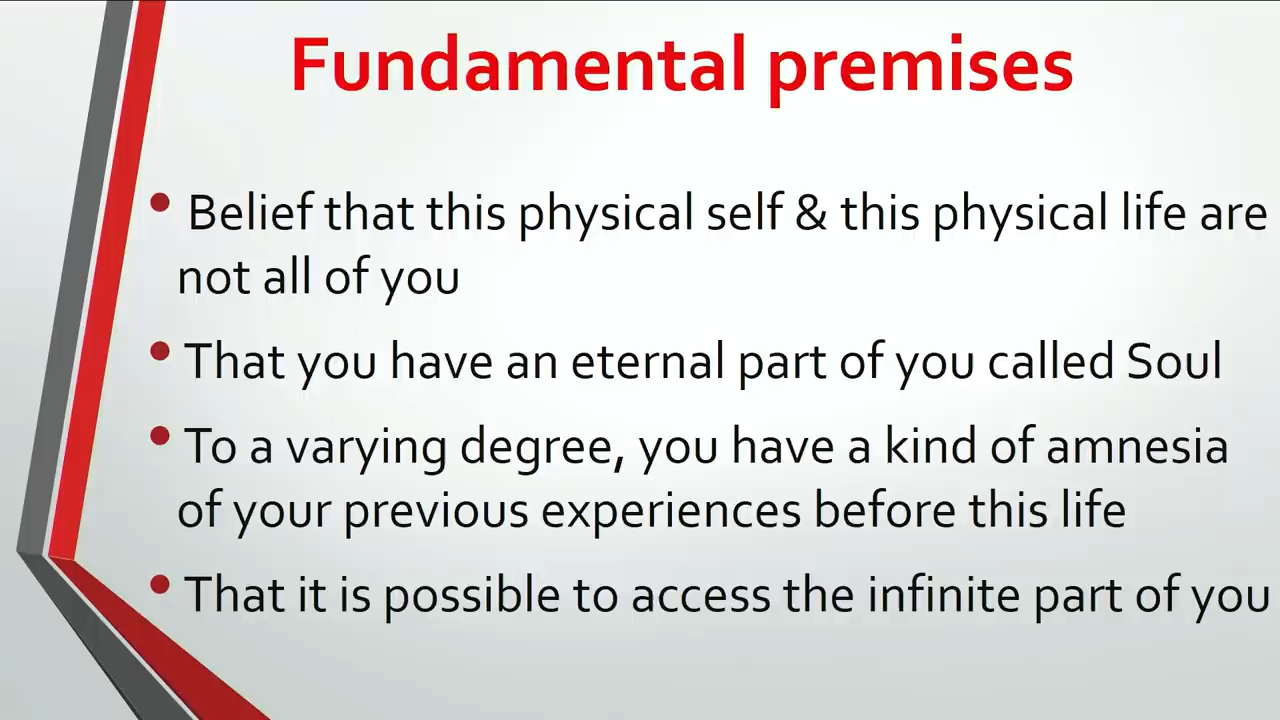 Fundamental premises
• Belief that this physical self & this physical life are
not all of you
• That you have an eternal part of you called Soul
• To a varying degree, you have a kind of amnesia
of your previous experiences before this life
• That it is possible to access the infinite part of you